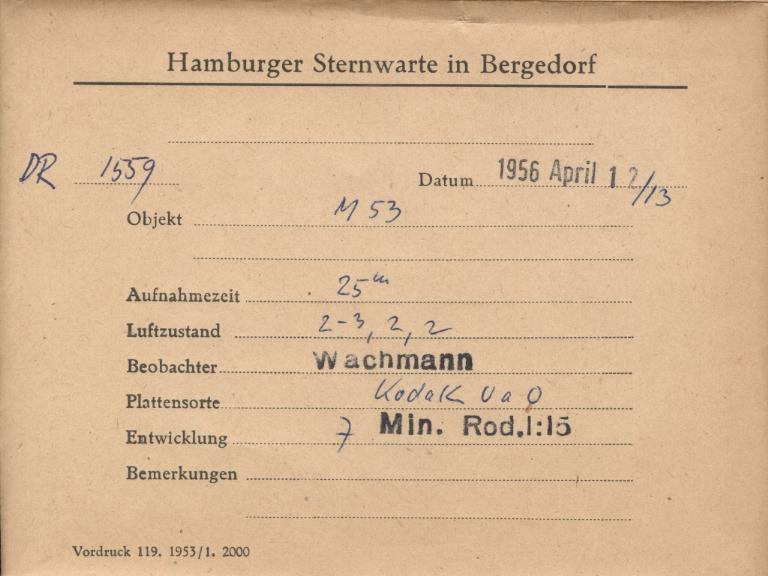 Hamburger Sternwarte in Bergedorf
DR 1559 Datum 1956 April 12/13
Objekt M 53
Aufnahmezeit 25m
Luftzustand 2-3, 2, 2
Beobachter Wachmann
Plattensorte Kodak UaO
Entwicklung 7 Min. Rod.1:15
Bemerkungen
Vordruck 119. 1953/1. 2000